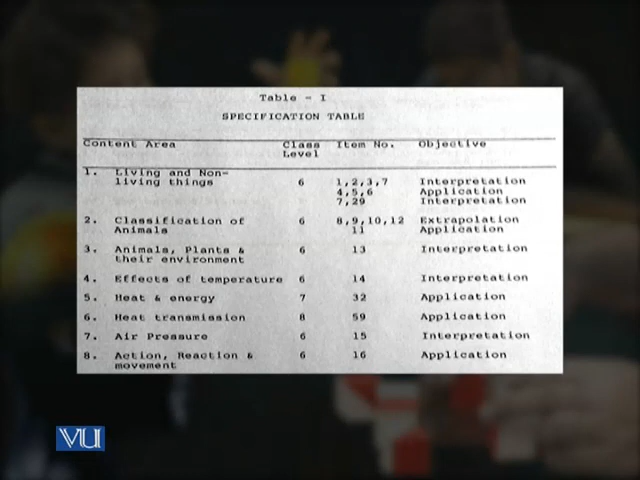 Table - I
SPECIFICATION TABLE
Content Area Class Level Item No. Objective
1. Living and Non-living things 6 1,2,3,7 Interpretation
4,5,6 Application
7,29 Interpretation
2. Classification of Animals 6 8,9,10,12 Extrapolation
11 Application
3. Animals, Plants & their environment 6 13 Interpretation
4. Effects of temperature 6 14 Interpretation
5. Heat & energy 7 32 Application
6. Heat transmission 8 59 Application
7. Air Pressure 6 15 Interpretation
8. Action, Reaction & movement 6 16 Application
VU